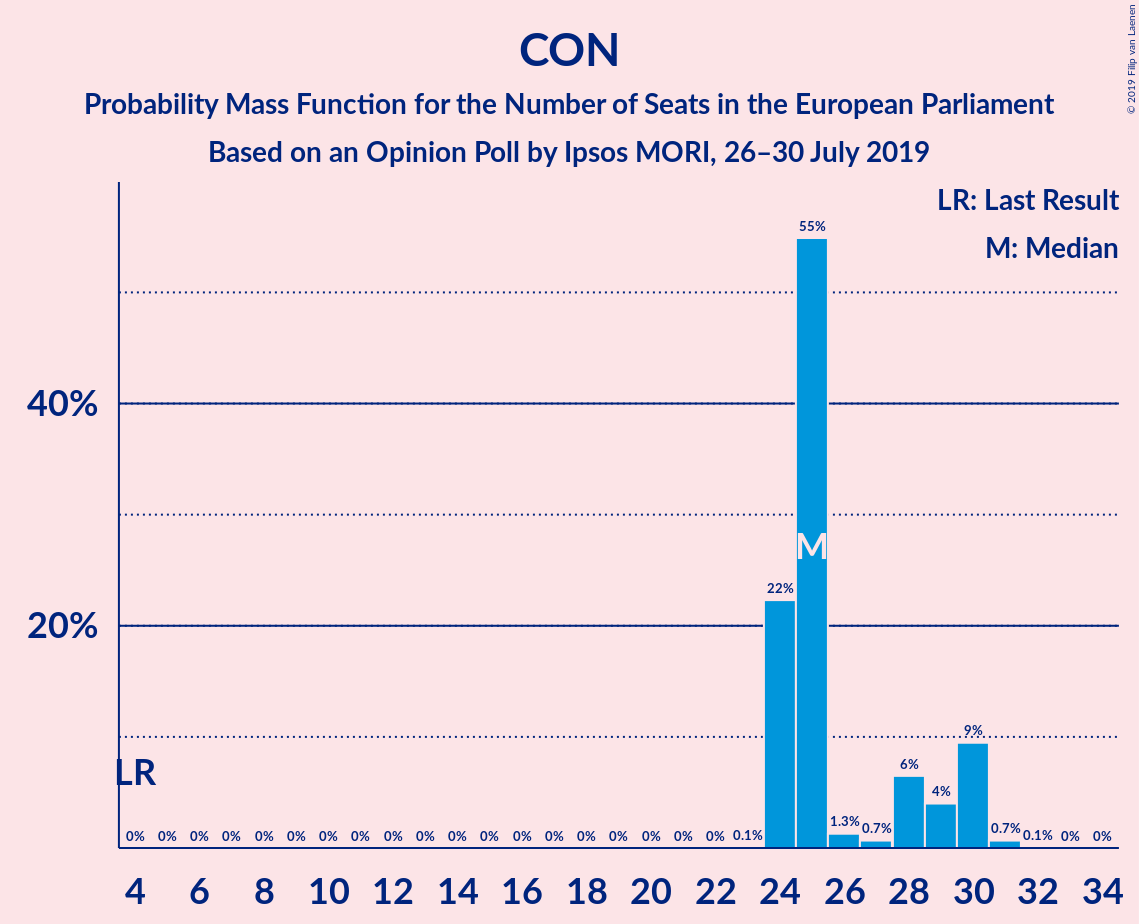 CON
Probability Mass Function for the Number of Seats in the European Parliament
Based on an Opinion Poll by Ipsos MORI, 26–30 July 2019
© 2019 Filip van Laenen
LR: Last Result
M: Median
55%
40%
M
22%
20%
9%
LR
6%
4%
0% 0% 0% 0% 0% 0% 0% 0% 0% 0% 0% 0% 0% 0% 0% 0% 0% 0% 0% 0.1% 1.3% 0.7% 0.7% 0.1% 0% 0%
4 6 8 10 12 14 16 18 20 22 24 26 28 30 32 34